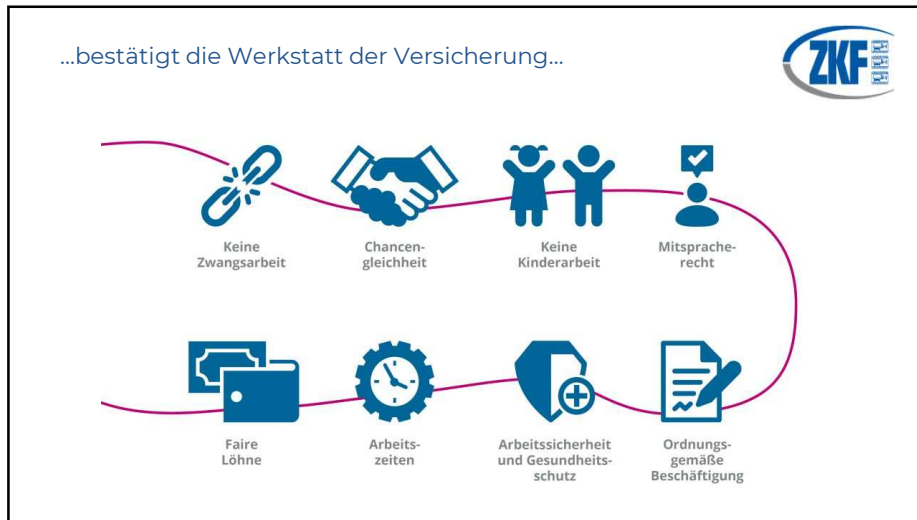 ...bestätigt die Werkstatt der Versicherung...
ZKF
Keine
Zwangsarbeit
Chancen-
gleichheit
Keine
Kinderarbeit
Mitsprache-
recht
Faire
Löhne
Arbeits-
zeiten
Arbeitssicherheit
und Gesundheits-
schutz
Ordnungs-
gemäße
Beschäftigung